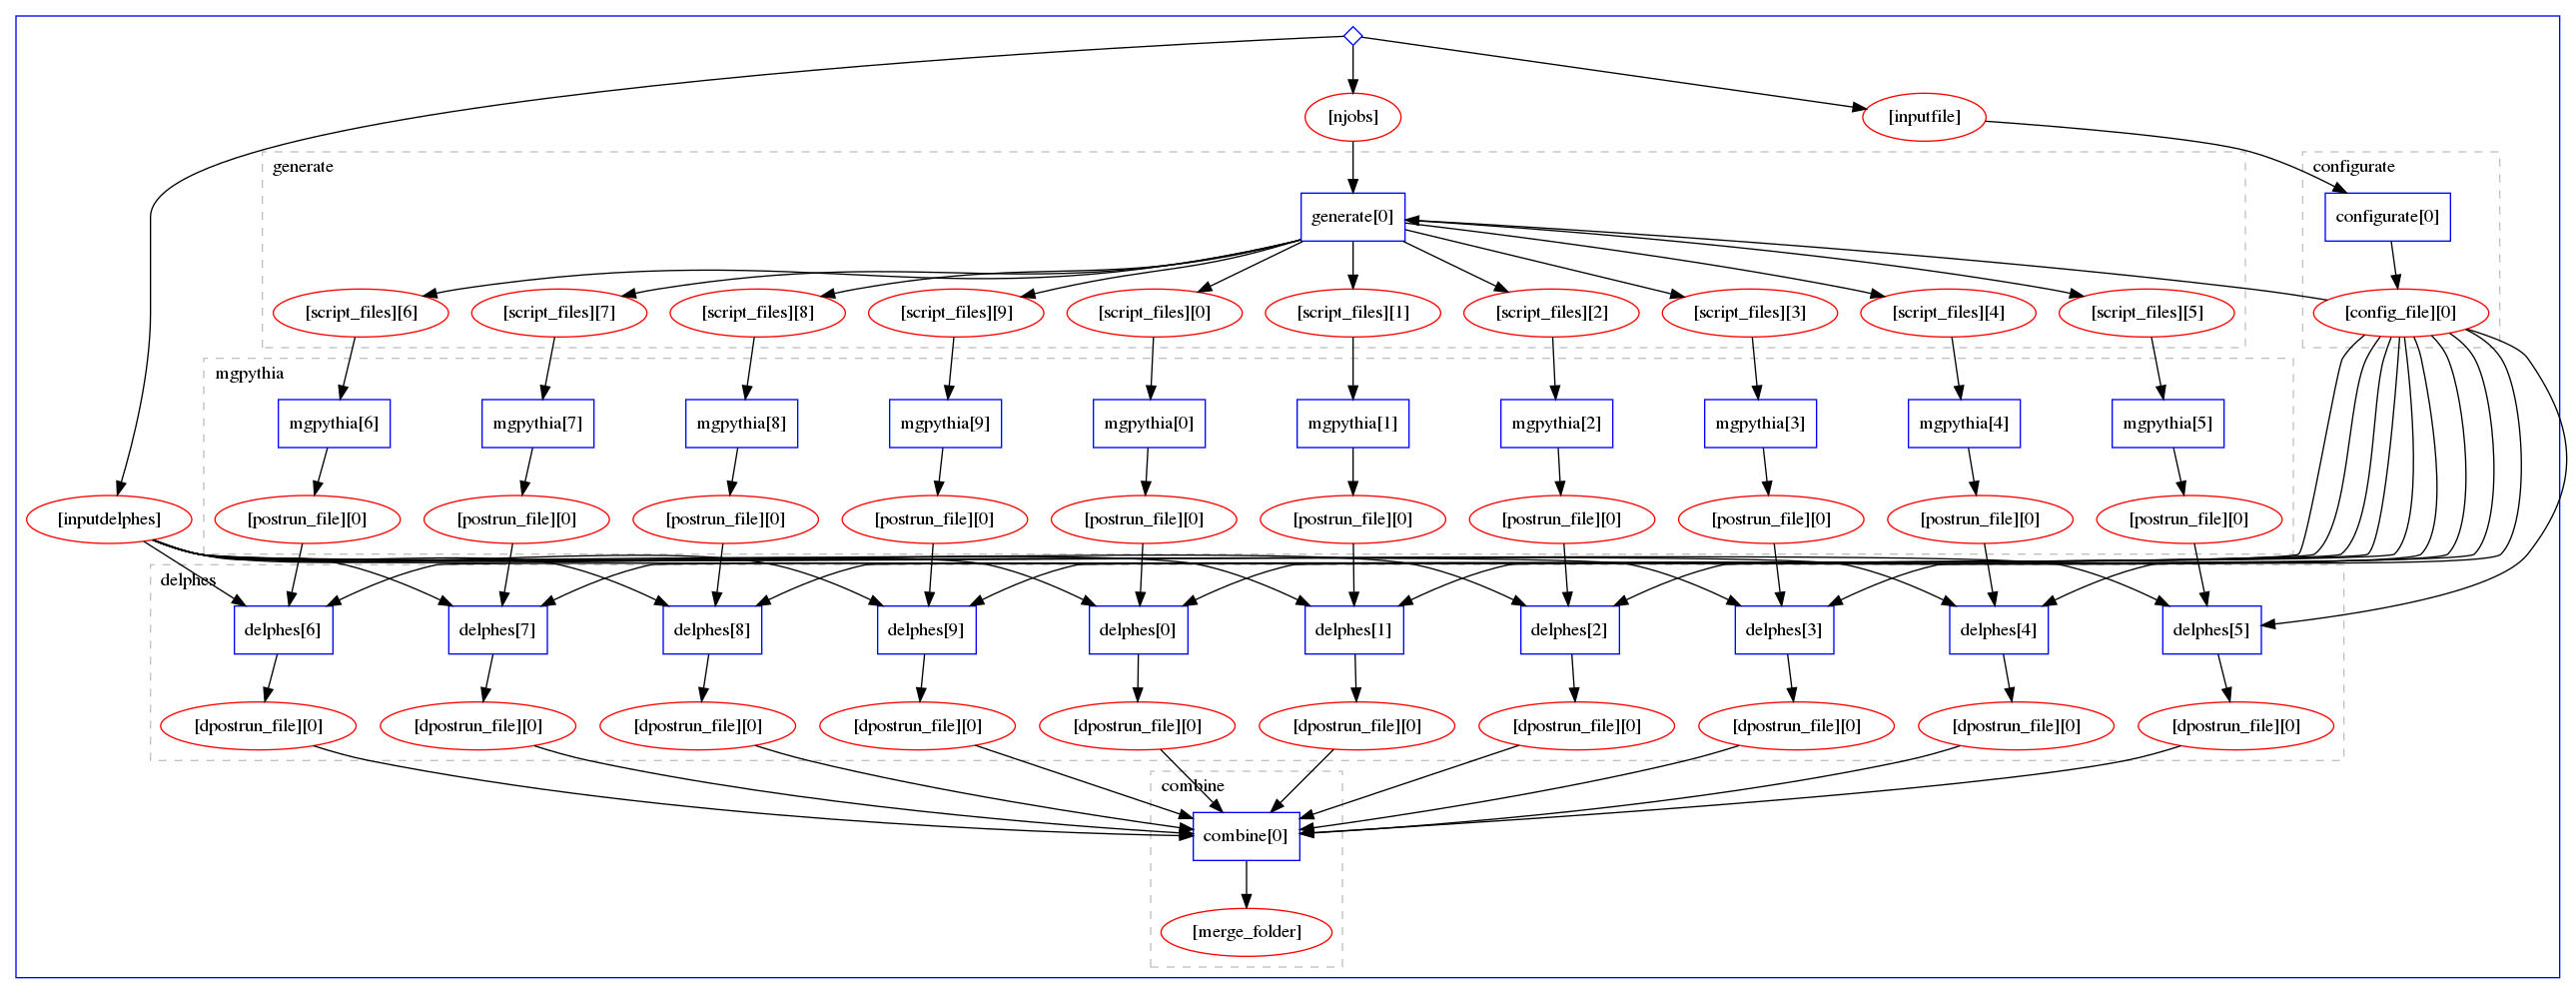 [njobs]
[inputfile]
generate
configurate
generate[0]
configurate[0]
[script_files][6]
[script_files][7]
[script_files][8]
[script_files][9]
[script_files][0]
[script_files][1]
[script_files][2]
[script_files][3]
[script_files][4]
[script_files][5]
[config_file][0]
mgpythia
mgpythia[6]
mgpythia[7]
mgpythia[8]
mgpythia[9]
mgpythia[0]
mgpythia[1]
mgpythia[2]
mgpythia[3]
mgpythia[4]
mgpythia[5]
[inputdelphes]
[postrun_file][0]
[postrun_file][0]
[postrun_file][0]
[postrun_file][0]
[postrun_file][0]
[postrun_file][0]
[postrun_file][0]
[postrun_file][0]
[postrun_file][0]
[postrun_file][0]
delphes
delphes[6]
delphes[7]
delphes[8]
delphes[9]
delphes[0]
delphes[1]
delphes[2]
delphes[3]
delphes[4]
delphes[5]
[dpostrun_file][0]
[dpostrun_file][0]
[dpostrun_file][0]
[dpostrun_file][0]
[dpostrun_file][0]
[dpostrun_file][0]
[dpostrun_file][0]
[dpostrun_file][0]
[dpostrun_file][0]
[dpostrun_file][0]
combine
combine[0]
[merge_folder]